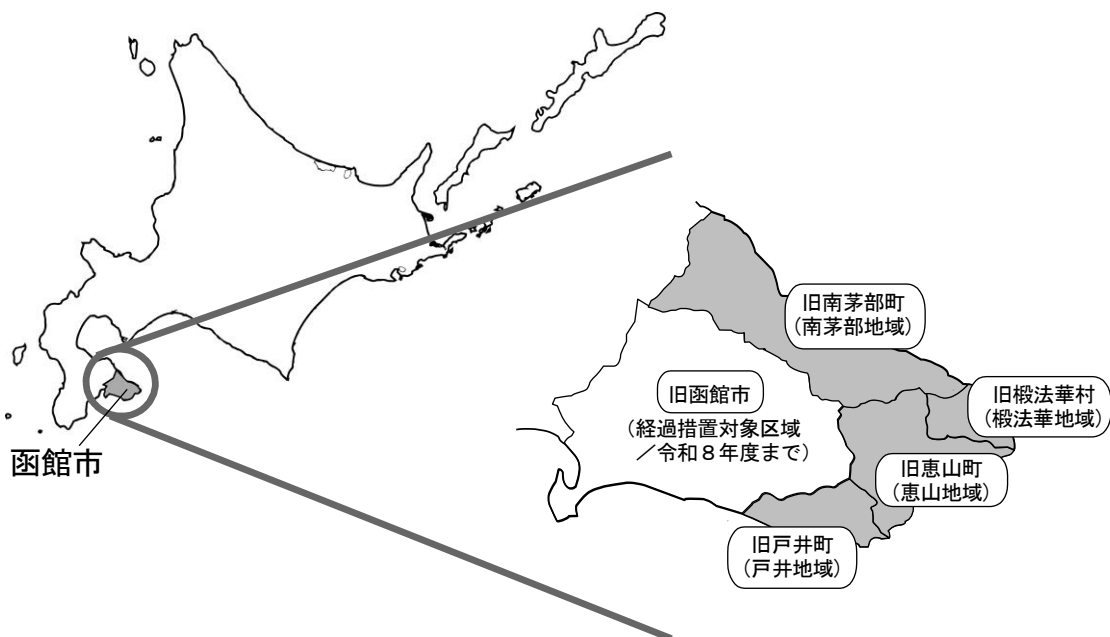 函館市
旧南茅部町
（南茅部地域）
旧函館市
（経過措置対象区域
／令和８年度まで）
旧椴法華村
（椴法華地域）
旧恵山町
（恵山地域）
旧戸井町
（戸井地域）